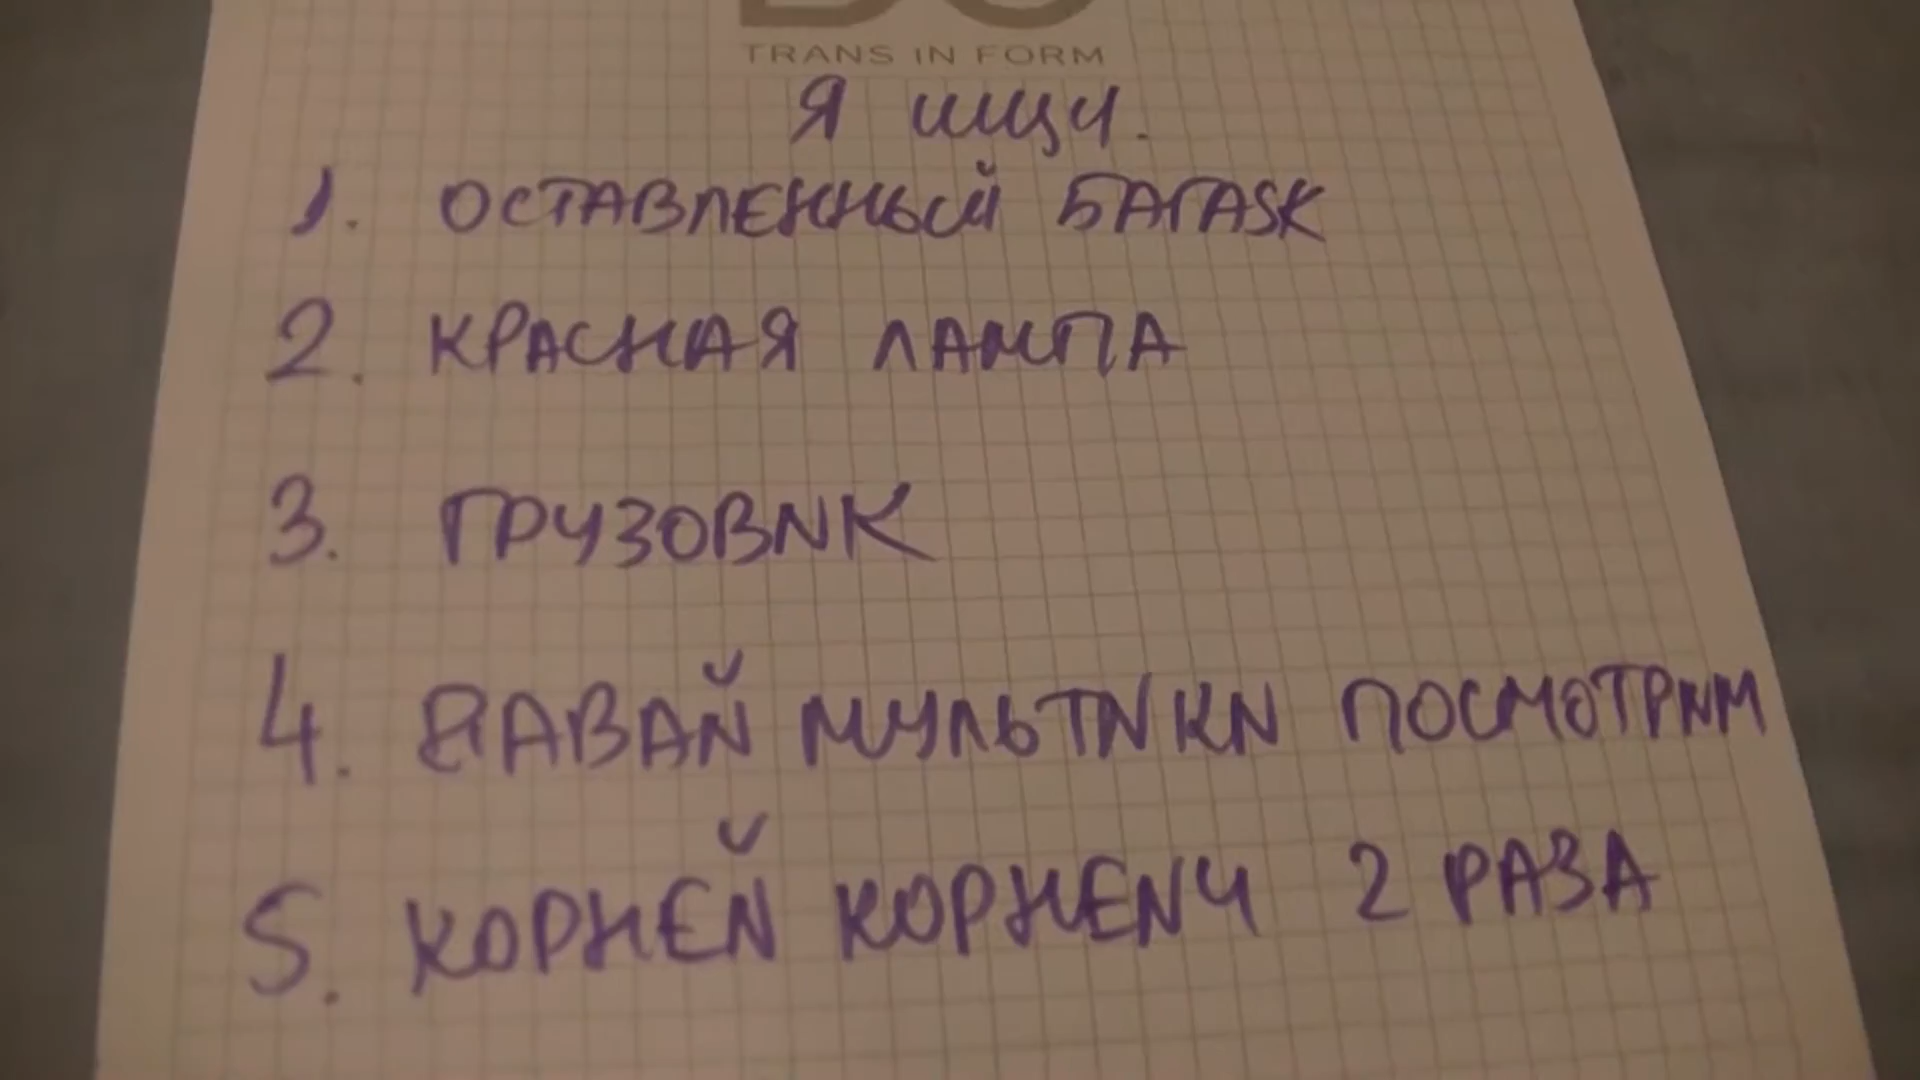 TRANS IN FORM
Я ищу.
1. ОСТАВЛЕННЫЙ БАГАЖ
2. КРАСНАЯ ЛАМПА
3. ГРУЗОВИК
4. ДАВАЙ МУЛЬТИКИ ПОСМОТРИМ
5. КОРНЕЙ КОРНЕИЧ 2 РАЗА